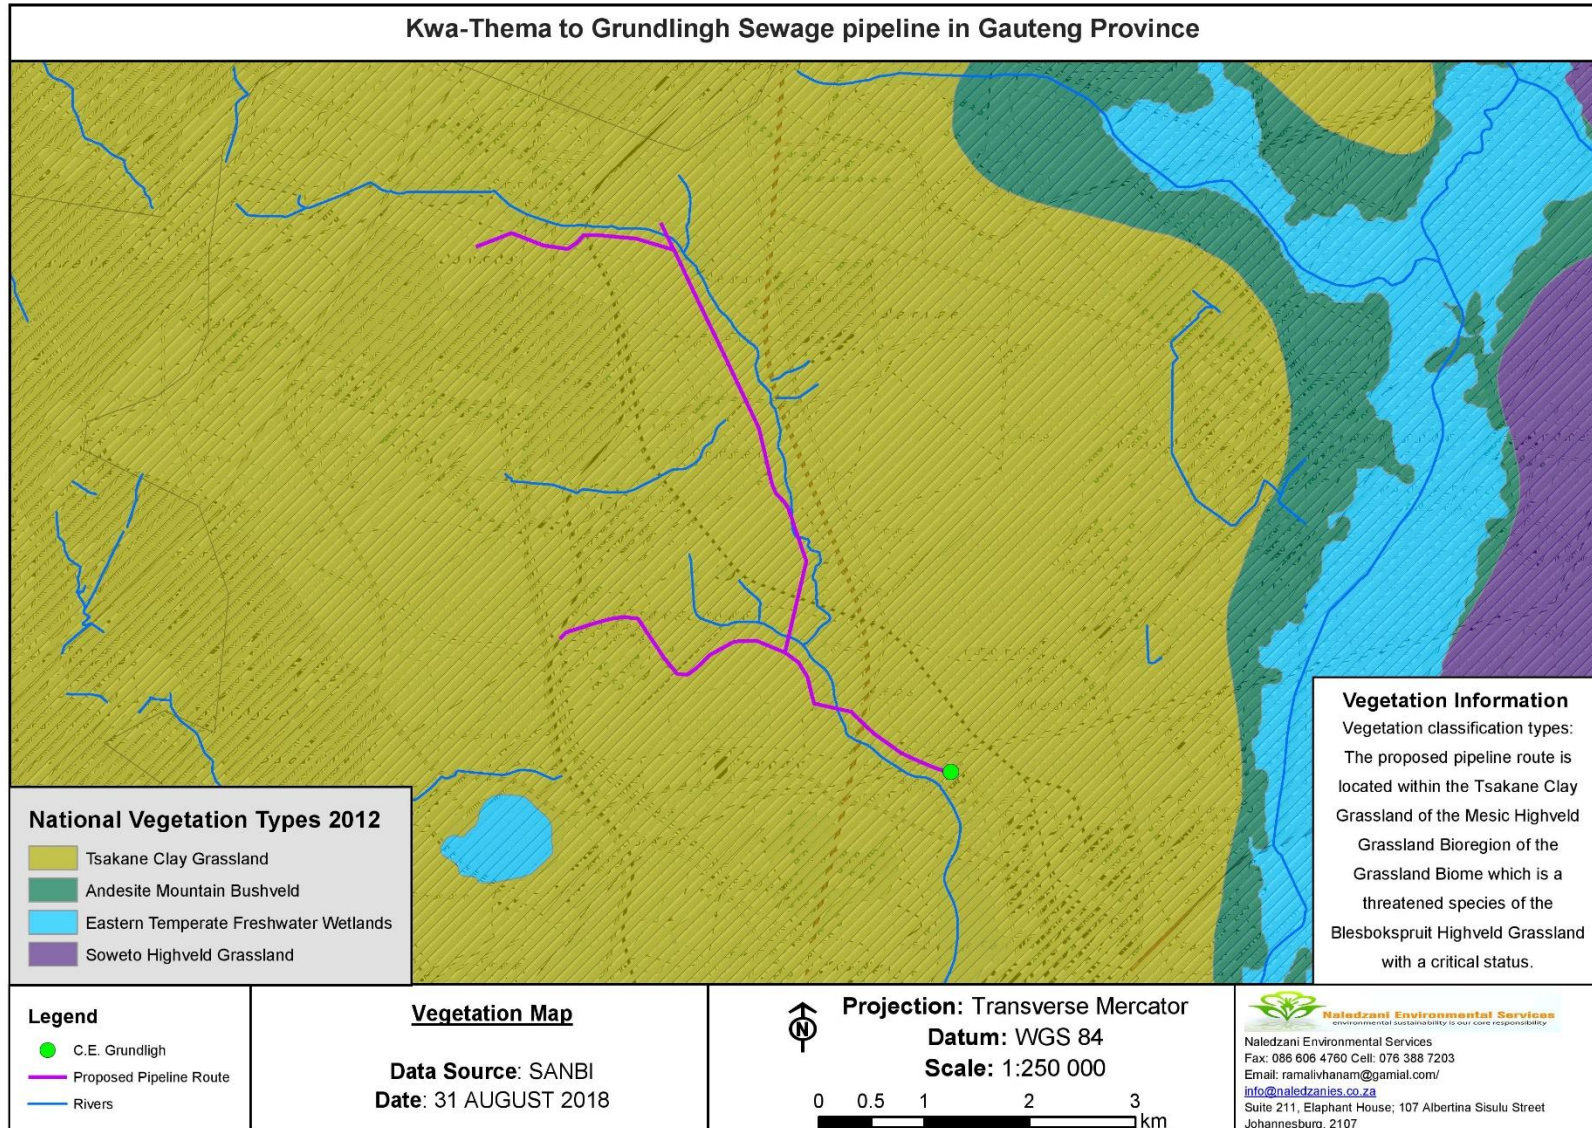 Kwa-Thema to Grundlingh Sewage pipeline in Gauteng Province
Vegetation Information
Vegetation classification types:
The proposed pipeline route is
located within the Tsakane Clay
Grassland of the Mesic Highveld
Grassland Bioregion of the
Grassland Biome which is a
threatened species of the
Blesbokspruit Highveld Grassland
with a critical status.
National Vegetation Types 2012
Tsakane Clay Grassland
Andesite Mountain Bushveld
Eastern Temperate Freshwater Wetlands
Soweto Highveld Grassland
Legend
C.E. Grundligh
Proposed Pipeline Route
Rivers
Vegetation Map
Data Source: SANBI
Date: 31 AUGUST 2018
N
Projection: Transverse Mercator
Datum: WGS 84
Scale: 1:250 000
0 0.5 1 2 3
km
Naledzani Environmental Services
environmental sustainability is our core responsibility
Naledzani Environmental Services
Fax: 086 606 4760 Cell: 076 388 7203
Email: ramalivhanam@gamial.com/
info@naledzanies.co.za
Suite 211, Elaphant House; 107 Albertina Sisulu Street
Johannesburg, 2107